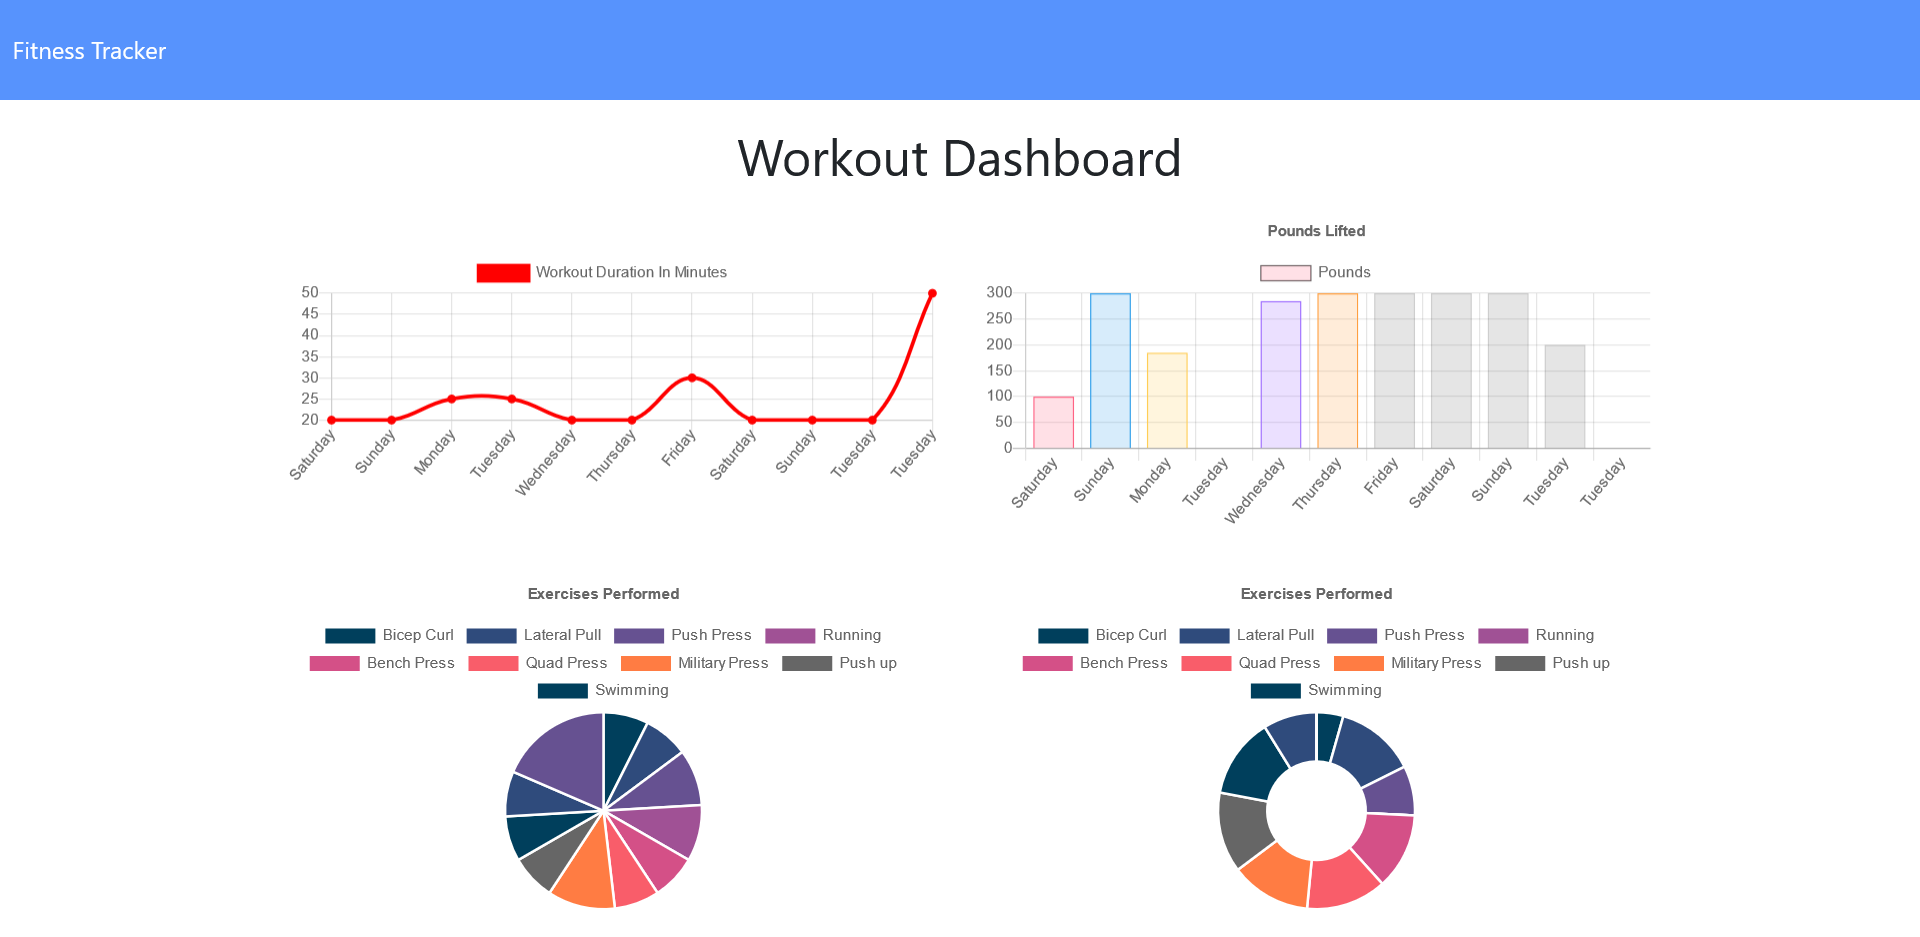 Fitness Tracker
Workout Dashboard
Workout Duration In Minutes
50
45
40
35
30
25
20
Saturday
Sunday
Monday
Tuesday
Wednesday
Thursday
Friday
Saturday
Sunday
Tuesday
Tuesday
Pounds Lifted
Pounds
300
250
200
150
100
50
0
Saturday
Sunday
Monday
Tuesday
Wednesday
Thursday
Friday
Saturday
Sunday
Tuesday
Tuesday
Exercises Performed
Bicep Curl Lateral Pull Push Press Running
Bench Press Quad Press Military Press Push up
Swimming
Exercises Performed
Bicep Curl Lateral Pull Push Press Running
Bench Press Quad Press Military Press Push up
Swimming